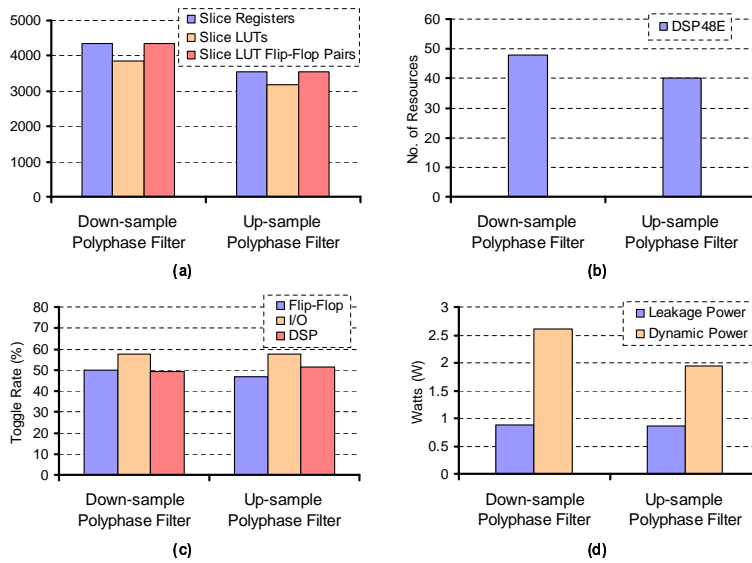 Slice Registers
Slice LUTs
Slice LUT Flip-Flop Pairs
5000
4000
3000
2000
1000
0
Down-sample
Polyphase Filter
Up-sample
Polyphase Filter
(a)
DSP48E
No. of Resources
60
50
40
30
20
10
0
Down-sample
Polyphase Filter
Up-sample
Polyphase Filter
(b)
Flip-Flop
I/O
DSP
Toggle Rate (%)
80
70
60
50
40
30
20
10
0
Down-sample
Polyphase Filter
Up-sample
Polyphase Filter
(c)
Leakage Power
Dynamic Power
Watts (W)
3
2.5
2
1.5
1
0.5
0
Down-sample
Polyphase Filter
Up-sample
Polyphase Filter
(d)